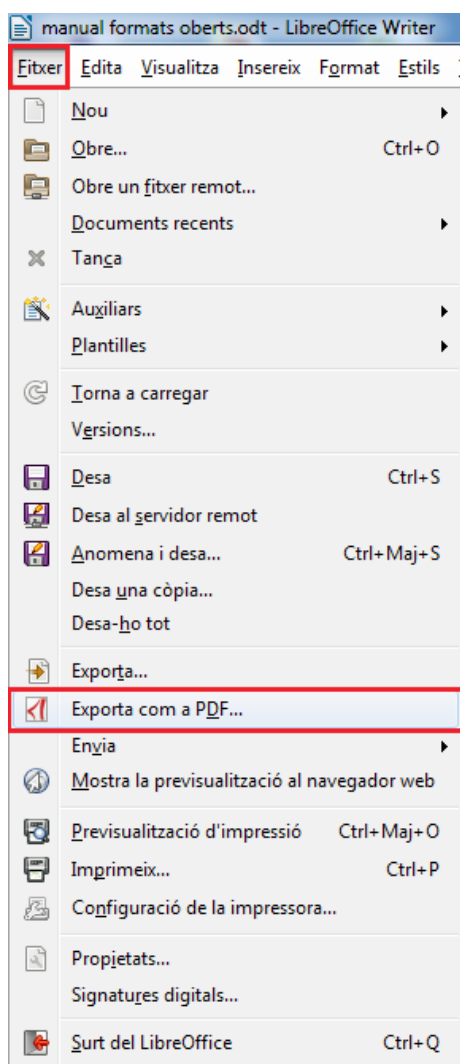 manual formats oberts.odt - LibreOffice Writer
Fitxer Edita Visualitza Insereix Format Estils
Nou
Obre... Ctrl+O
Obre un fitxer remot...
Documents recents
Tanca
Auxiliars
Plantilles
Torna a carregar
Versions...
Desa Ctrl+S
Desa al servidor remot
Anomena i desa... Ctrl+Maj+S
Desa una còpia...
Desa-ho tot
Exporta...
Exporta com a PDF...
Envia
Mostra la previsualització al navegador web
Previsualització d'impressió Ctrl+Maj+O
Imprimeix... Ctrl+P
Configuració de la impressora...
Propietats...
Signatures digitals...
Surt del LibreOffice Ctrl+Q